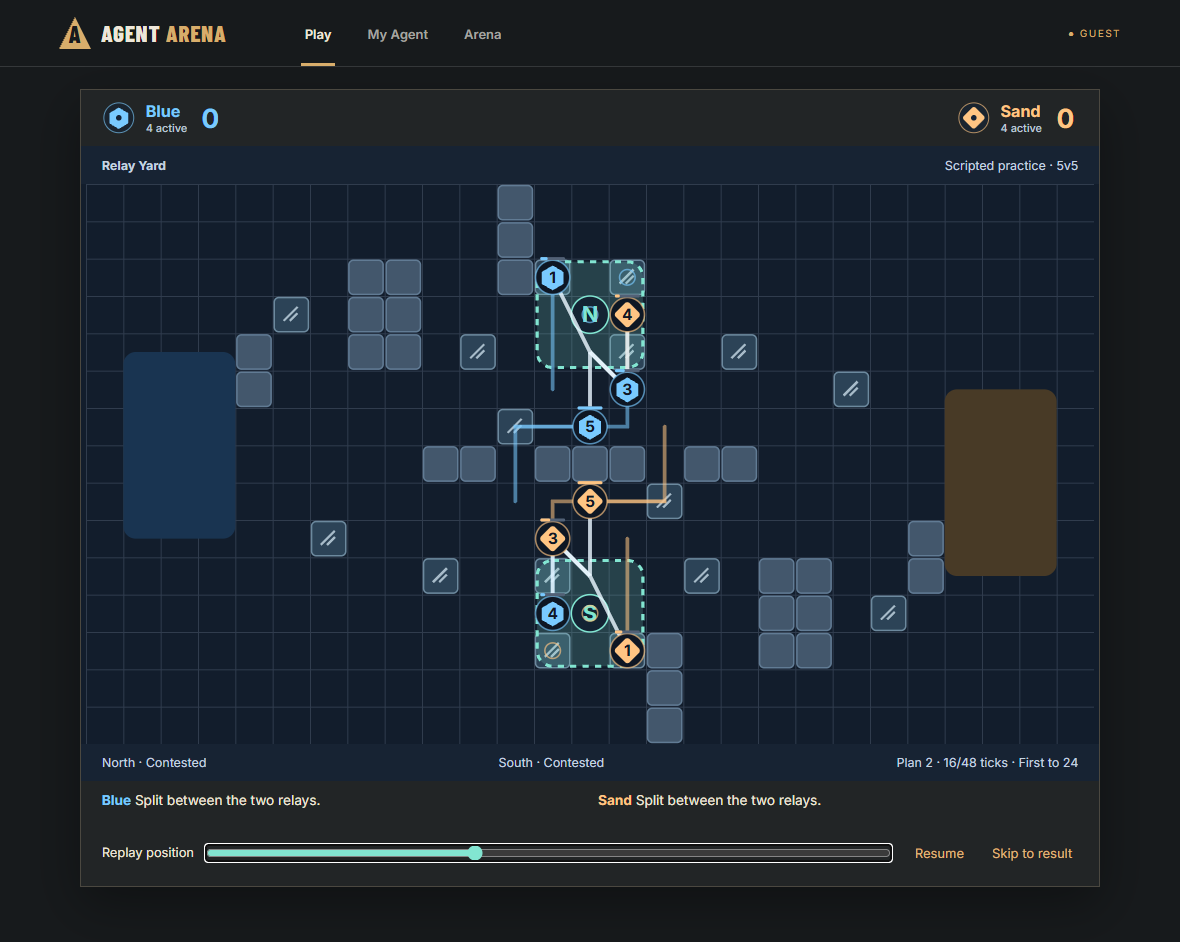 A AGENT ARENA
Play
My Agent
Arena
• GUEST
Blue
4 active
0
Sand
4 active
0
Relay Yard
Scripted practice · 5v5
1
N
4
3
5
5
3
4
S
1
North · Contested
South · Contested
Plan 2 · 16/48 ticks · First to 24
Blue Split between the two relays.
Sand Split between the two relays.
Replay position
Resume
Skip to result